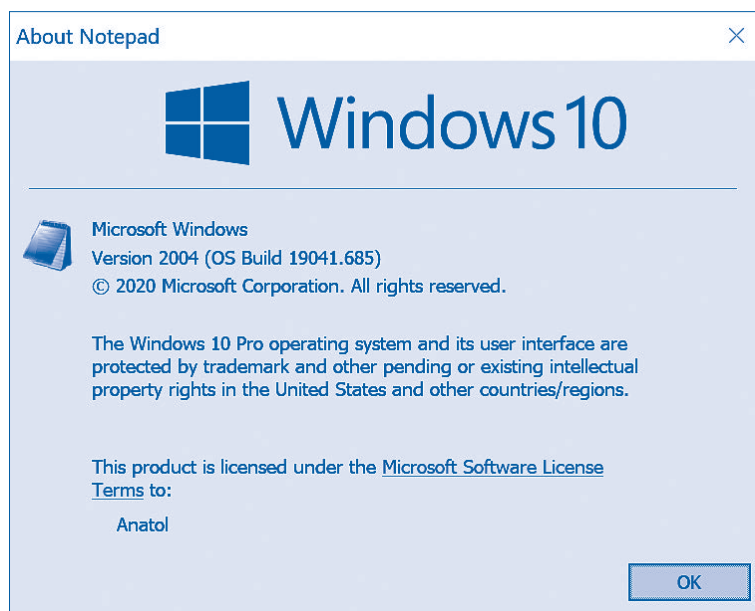 About Notepad
Windows 10
Microsoft Windows
Version 2004 (OS Build 19041.685)
© 2020 Microsoft Corporation. All rights reserved.
The Windows 10 Pro operating system and its user interface are
protected by trademark and other pending or existing intellectual
property rights in the United States and other countries/regions.
This product is licensed under the Microsoft Software License
Terms to:
Anatol
OK